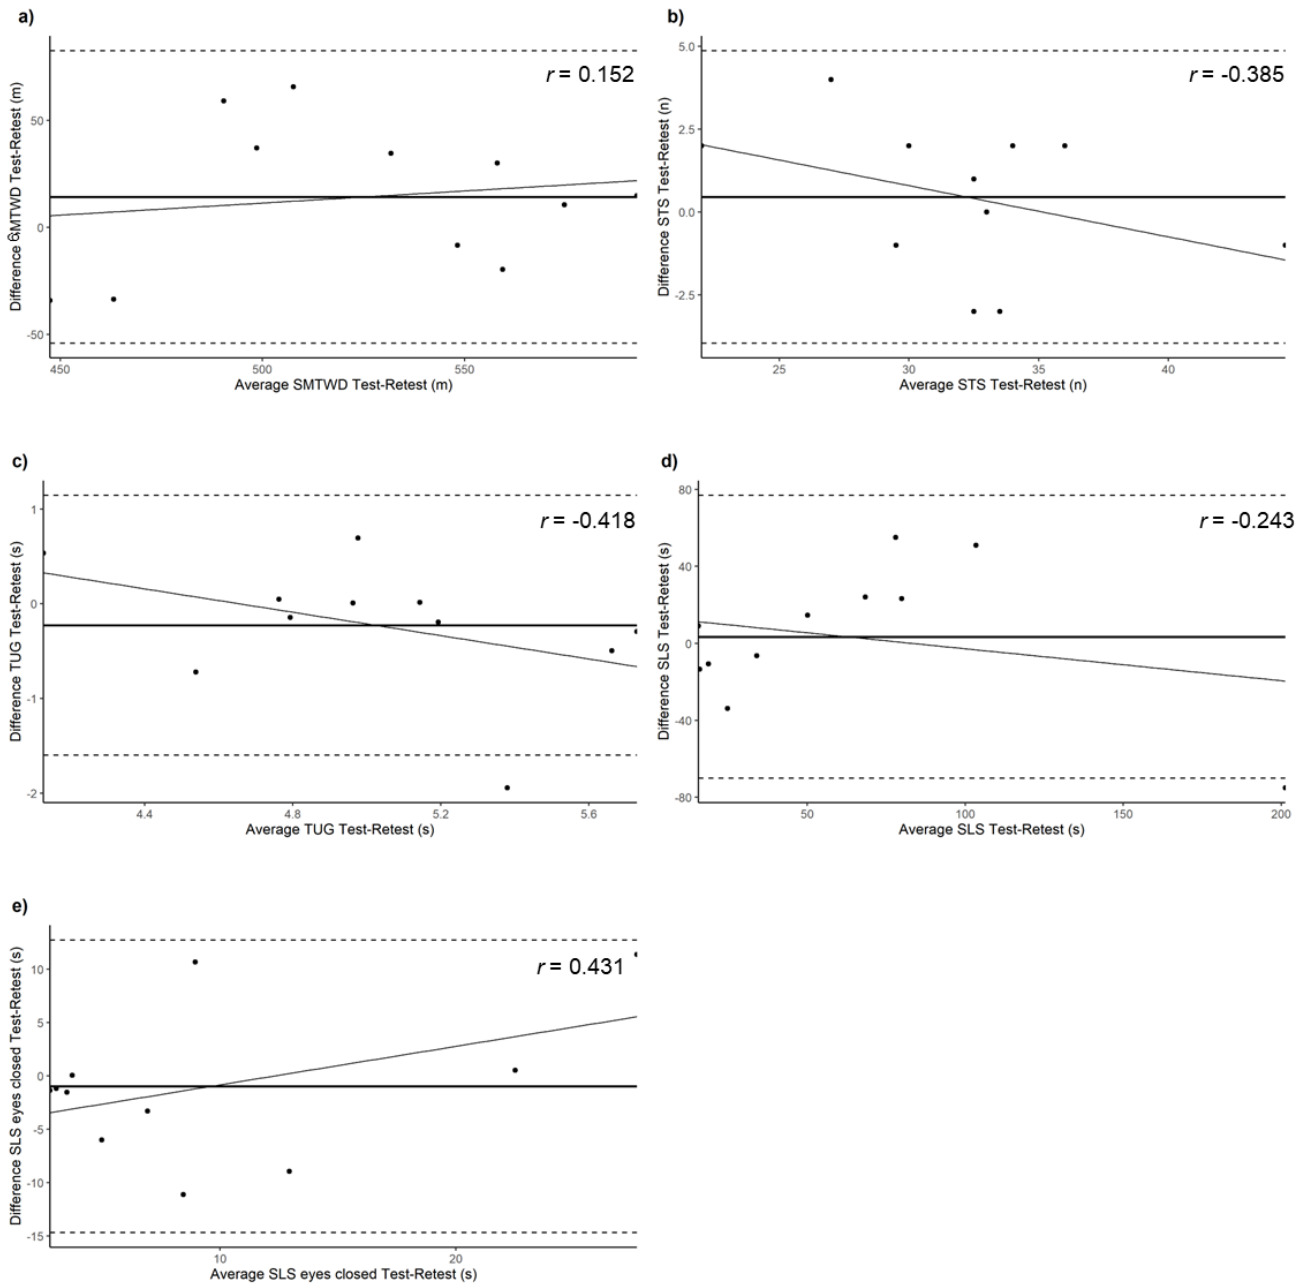 a)
r = 0.152
Difference 6MTWD Test-Retest (m)
50
0
-50
450
500
550
Average SMTWD Test-Retest (m)
b)
r = -0.385
Difference STS Test-Retest (n)
5.0
2.5
0.0
-2.5
25
30
35
40
Average STS Test-Retest (n)
c)
r = -0.418
Difference TUG Test-Retest (s)
1
0
-1
-2
4.4
4.8
5.2
5.6
Average TUG Test-Retest (s)
d)
r = -0.243
Difference SLS Test-Retest (s)
80
40
0
-40
-80
50
100
150
200
Average SLS Test-Retest (s)
e)
r = 0.431
Difference SLS eyes closed Test-Retest (s)
10
5
0
-5
-10
-15
10
20
Average SLS eyes closed Test-Retest (s)